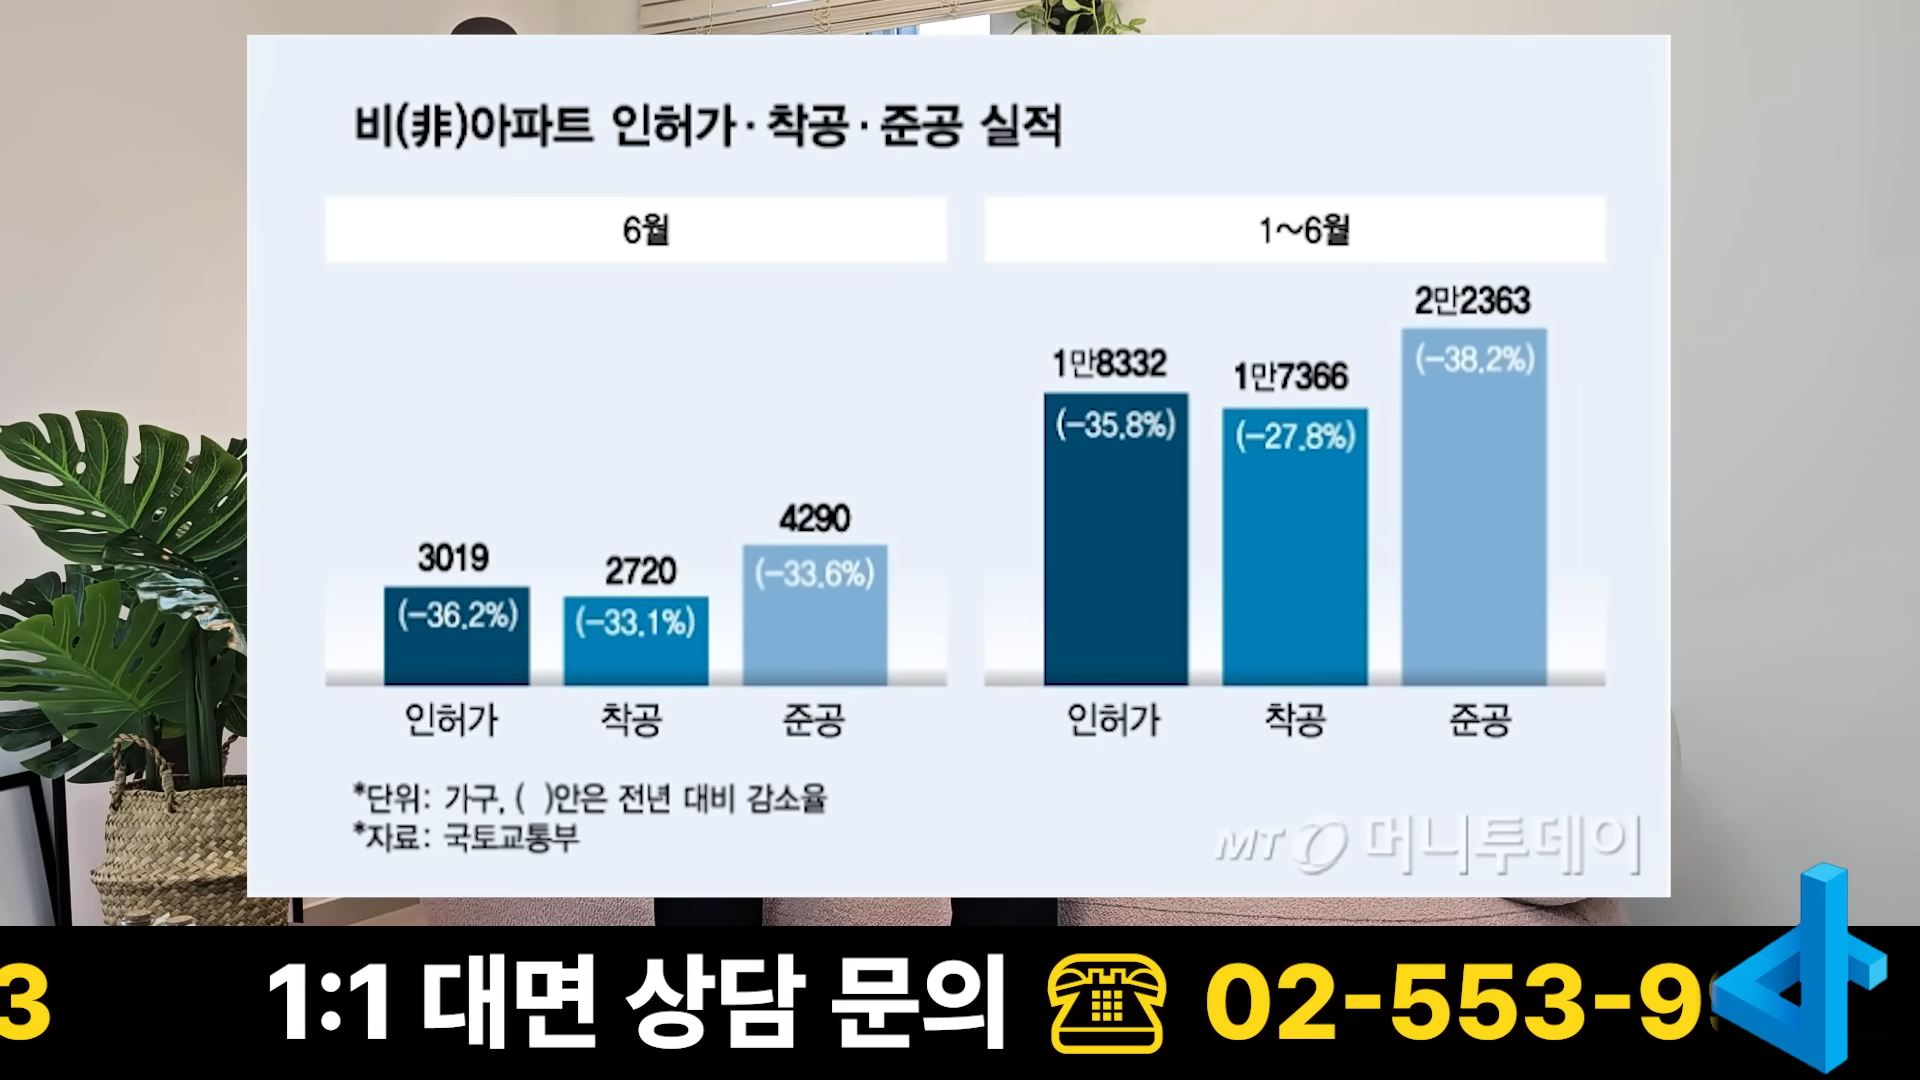 비(非)아파트 인허가·착공·준공 실적
6월
1~6월
3019
(-36.2%)
2720
(-33.1%)
4290
(-33.6%)
인허가 착공 준공
1만8332
(-35.8%)
1만7366
(-27.8%)
2만2363
(-38.2%)
인허가 착공 준공
*단위: 가구, ( )안은 전년 대비 감소율
*자료: 국토교통부
MT 머니투데이
3 1:1 대면 상담 문의 02-553-9